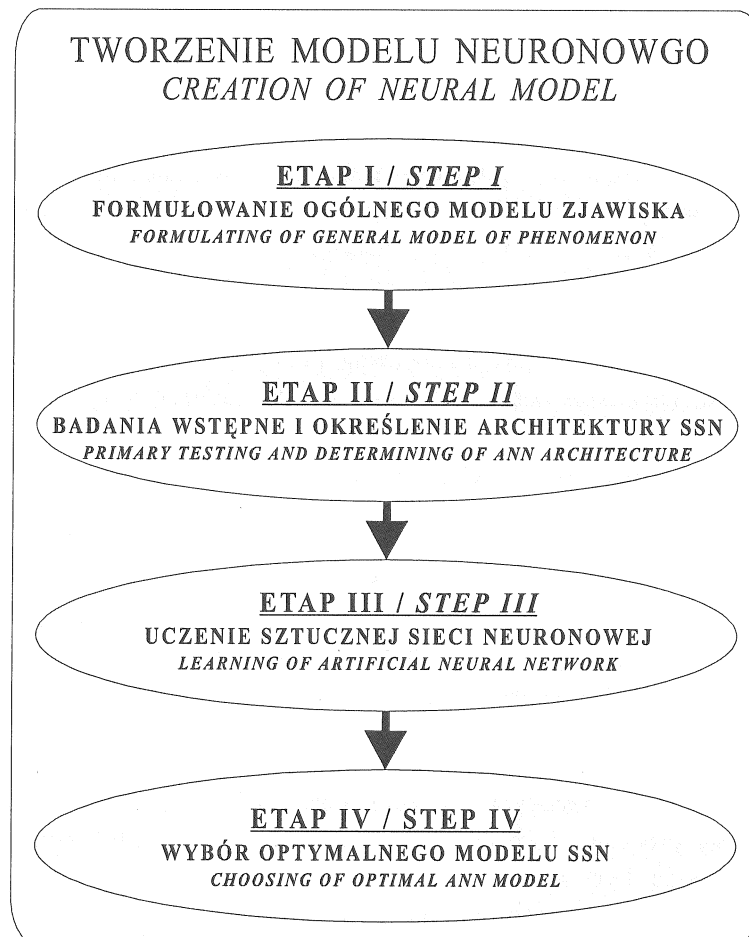 TWORZENIE MODELU NEURONOWGO
CREATION OF NEURAL MODEL
ETAP I / STEP I
FORMUŁOWANIE OGÓLNEGO MODELU ZJAWISKA
FORMULATING OF GENERAL MODEL OF PHENOMENON
ETAP II / STEP II
BADANIA WSTĘPNE I OKREŚLENIE ARCHITEKTURY SSN
PRIMARY TESTING AND DETERMINING OF ANN ARCHITECTURE
ETAP III / STEP III
UCZENIE SZTUCZNEJ SIECI NEURONOWEJ
LEARNING OF ARTIFICIAL NEURAL NETWORK
ETAP IV / STEP IV
WYBÓR OPTYMALNEGO MODELU SSN
CHOOSING OF OPTIMAL ANN MODEL